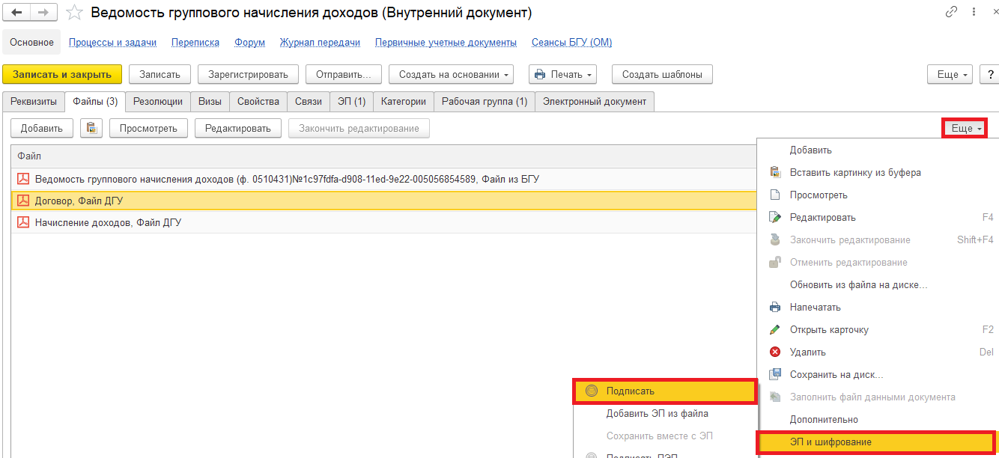 Ведомость группового начисления доходов (Внутренний документ)
Основное Процессы и задачи Переписка Форум Журнал передачи Первичные учетные документы Сеансы БГУ (ОМ)
Записать и закрыть Записать Зарегистрировать Отправить... Создать на основании Печать Создать шаблоны Еще ?
Реквизиты Файлы (3) Резолюции Визы Свойства Связи ЭП (1) Категории Рабочая группа (1) Электронный документ
Добавить Просмотреть Редактировать Закончить редактирование Еще
Файл
Ведомость группового начисления доходов (ф. 0510431)№1c97fdfa-d908-11ed-9e22-005056854589, Файл из БГУ
Договор, Файл ДГУ
Начисление доходов, Файл ДГУ
Добавить
Вставить картинку из буфера
Просмотреть
Редактировать F4
Закончить редактирование Shift+F4
Отменить редактирование
Обновить из файла на диске...
Напечатать
Открыть карточку F2
Удалить Del
Сохранить на диск...
Заполнить файл данными документа
Дополнительно
ЭП и шифрование
Подписать
Добавить ЭП из файла
Сохранить вместе с ЭП
Подписать ПЭП